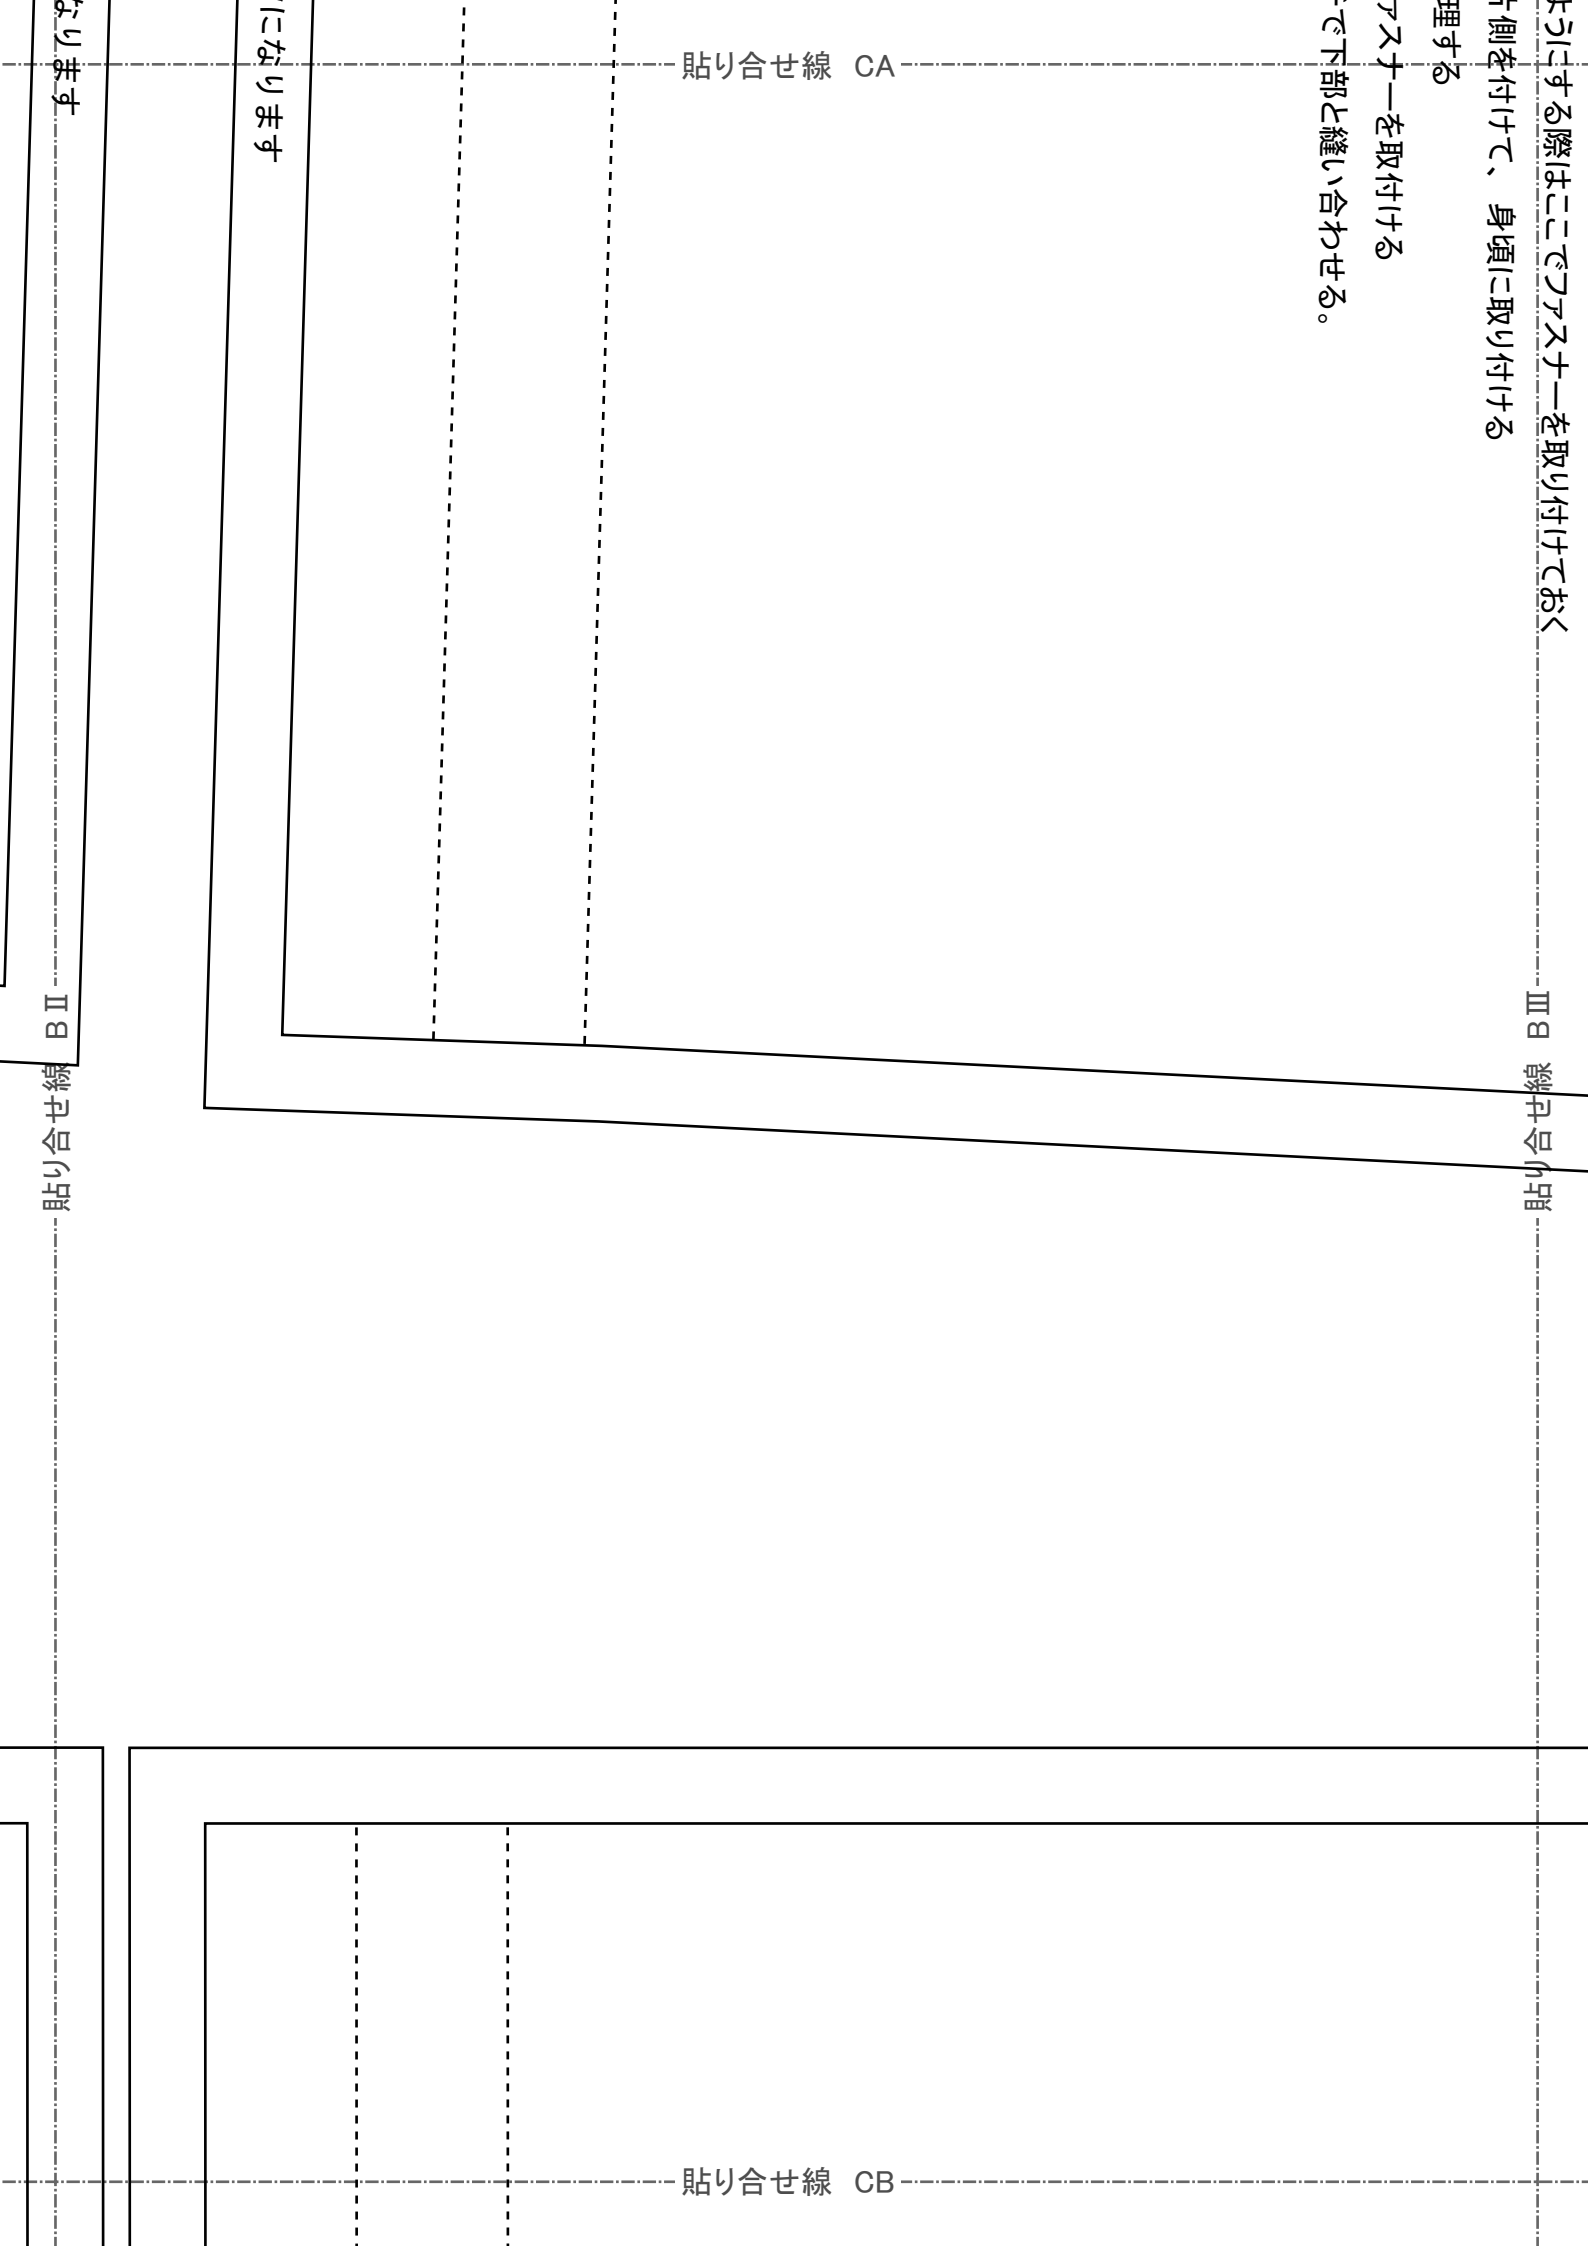 貼り合せ線 CA
ようにする際はここでファスナーを取り付けておく
片側を付けて、身頃に取り付ける
理する
ァスナーを取付ける
で下部と縫い合わせる。
になります
なります
貼り合せ線 BⅡ
貼り合せ線 BⅢ
貼り合せ線 CB